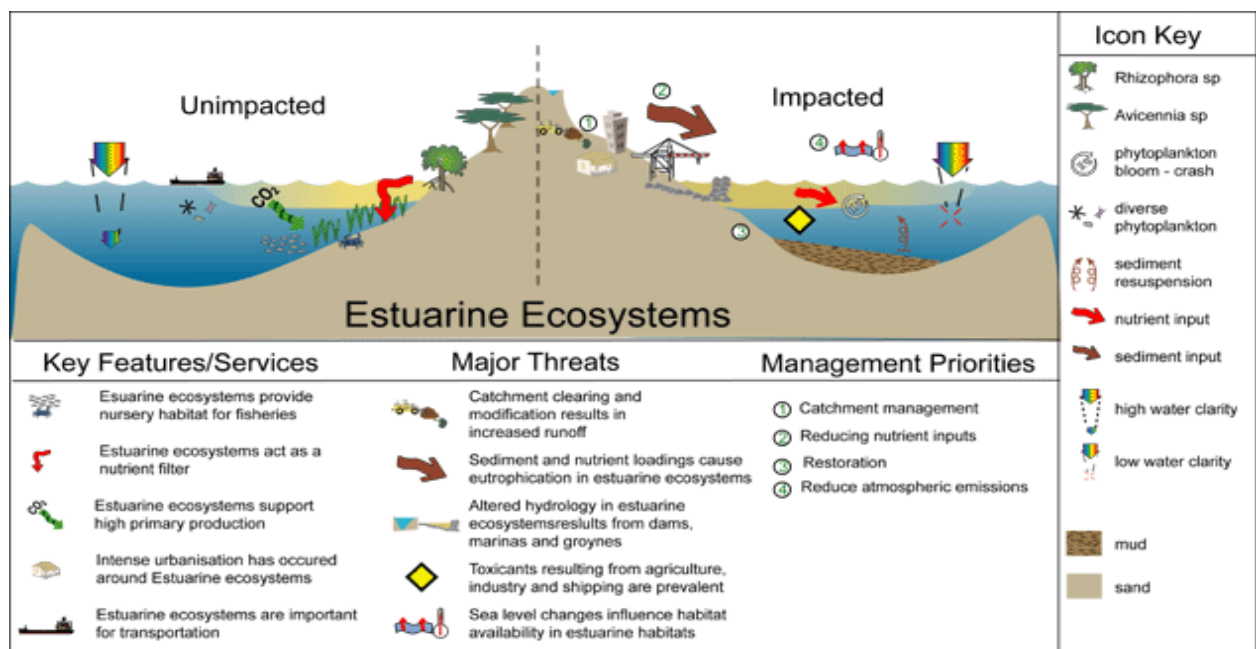 Unimpacted
Impacted
CO2
1
2
3
4
Estuarine Ecosystems
Key Features/Services
Esuarine ecosystems provide
nursery habitat for fisheries
Estuarine ecosystems act as a
nutrient filter
CO2
Estuarine ecosystems support
high primary production
Intense urbanisation has occured
around Estuarine ecosystems
Estuarine ecosystems are important
for transportation
Major Threats
Catchment clearing and
modification results in
increased runoff
Sediment and nutrient loadings cause
eutrophication in estuarine ecosystems
Altered hydrology in estuarine
ecosystemsreslults from dams,
marinas and groynes
Toxicants resulting from agriculture,
industry and shipping are prevalent
Sea level changes influence habitat
availability in estuarine habitats
Management Priorities
1 Catchment management
2 Reducing nutrient inputs
3 Restoration
4 Reduce atmospheric emissions
Icon Key
Rhizophora sp
Avicennia sp
phytoplankton
bloom - crash
diverse
phytoplankton
sediment
resuspension
nutrient input
sediment input
high water clarity
low water clarity
mud
sand